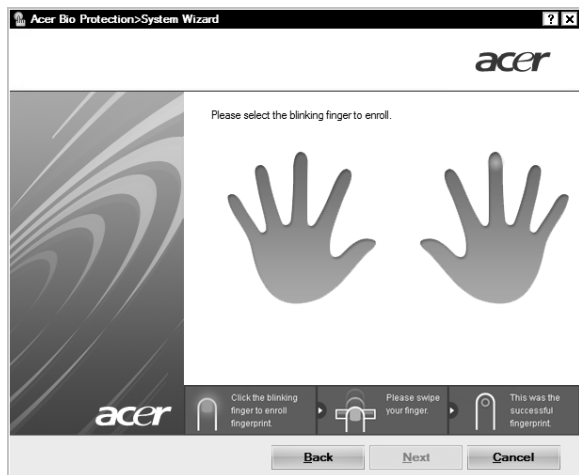 Acer Bio Protection>System Wizard
acer
Please select the blinking finger to enroll.
acer
Click the blinking
finger to enroll
fingerprint.
Please swipe
your finger.
This was the
successful
fingerprint.
Back
Next
Cancel